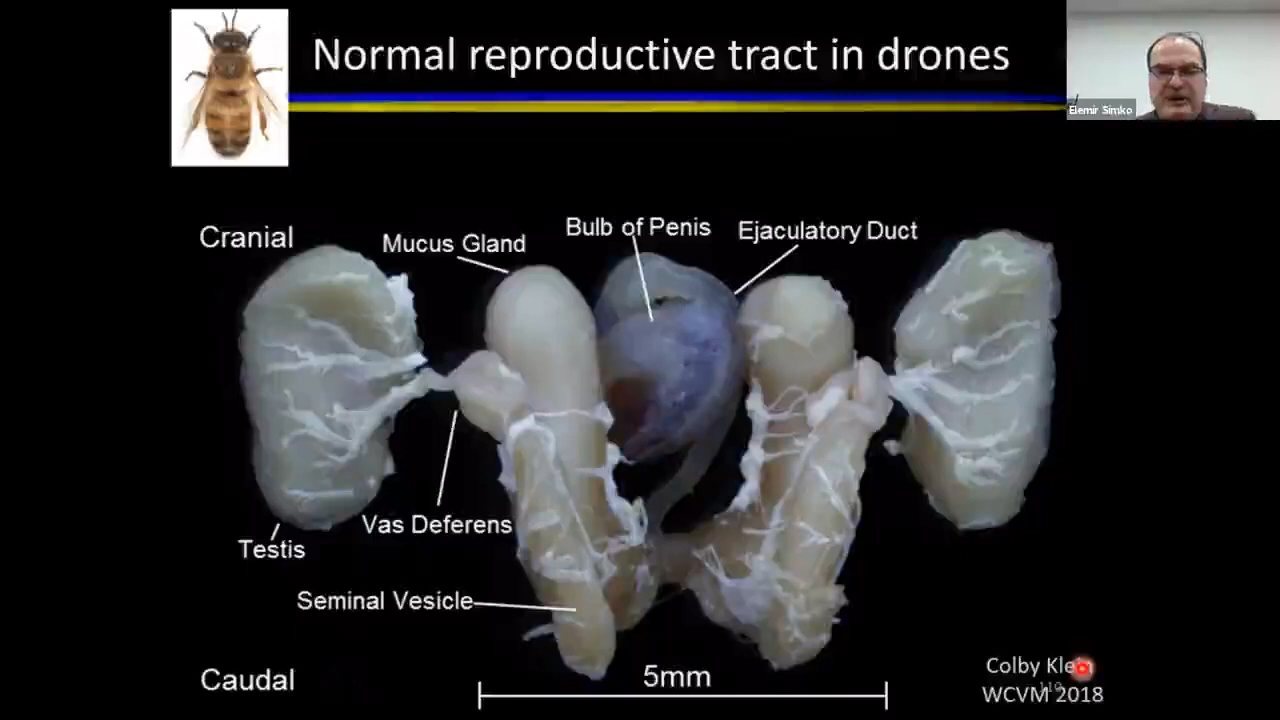 Normal reproductive tract in drones
Elemir Simko
Cranial
Mucus Gland
Bulb of Penis
Ejaculatory Duct
Vas Deferens
Testis
Seminal Vesicle
Caudal
5mm
Colby Klein
WCVM 2018